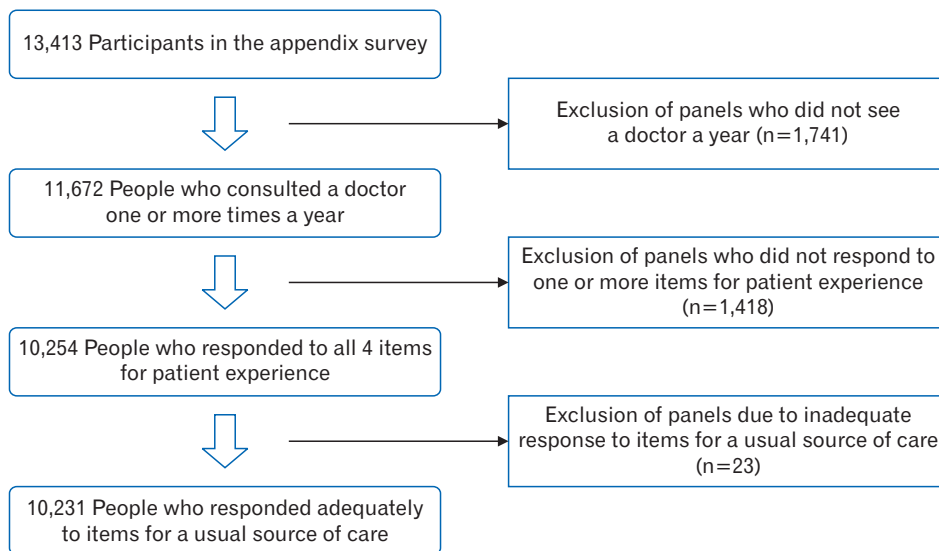 13,413 Participants in the appendix survey
Exclusion of panels who did not see
a doctor a year (n=1,741)
11,672 People who consulted a doctor
one or more times a year
Exclusion of panels who did not respond to
one or more items for patient experience
(n=1,418)
10,254 People who responded to all 4 items
for patient experience
Exclusion of panels due to inadequate
response to items for a usual source of care
(n=23)
10,231 People who responded adequately
to items for a usual source of care